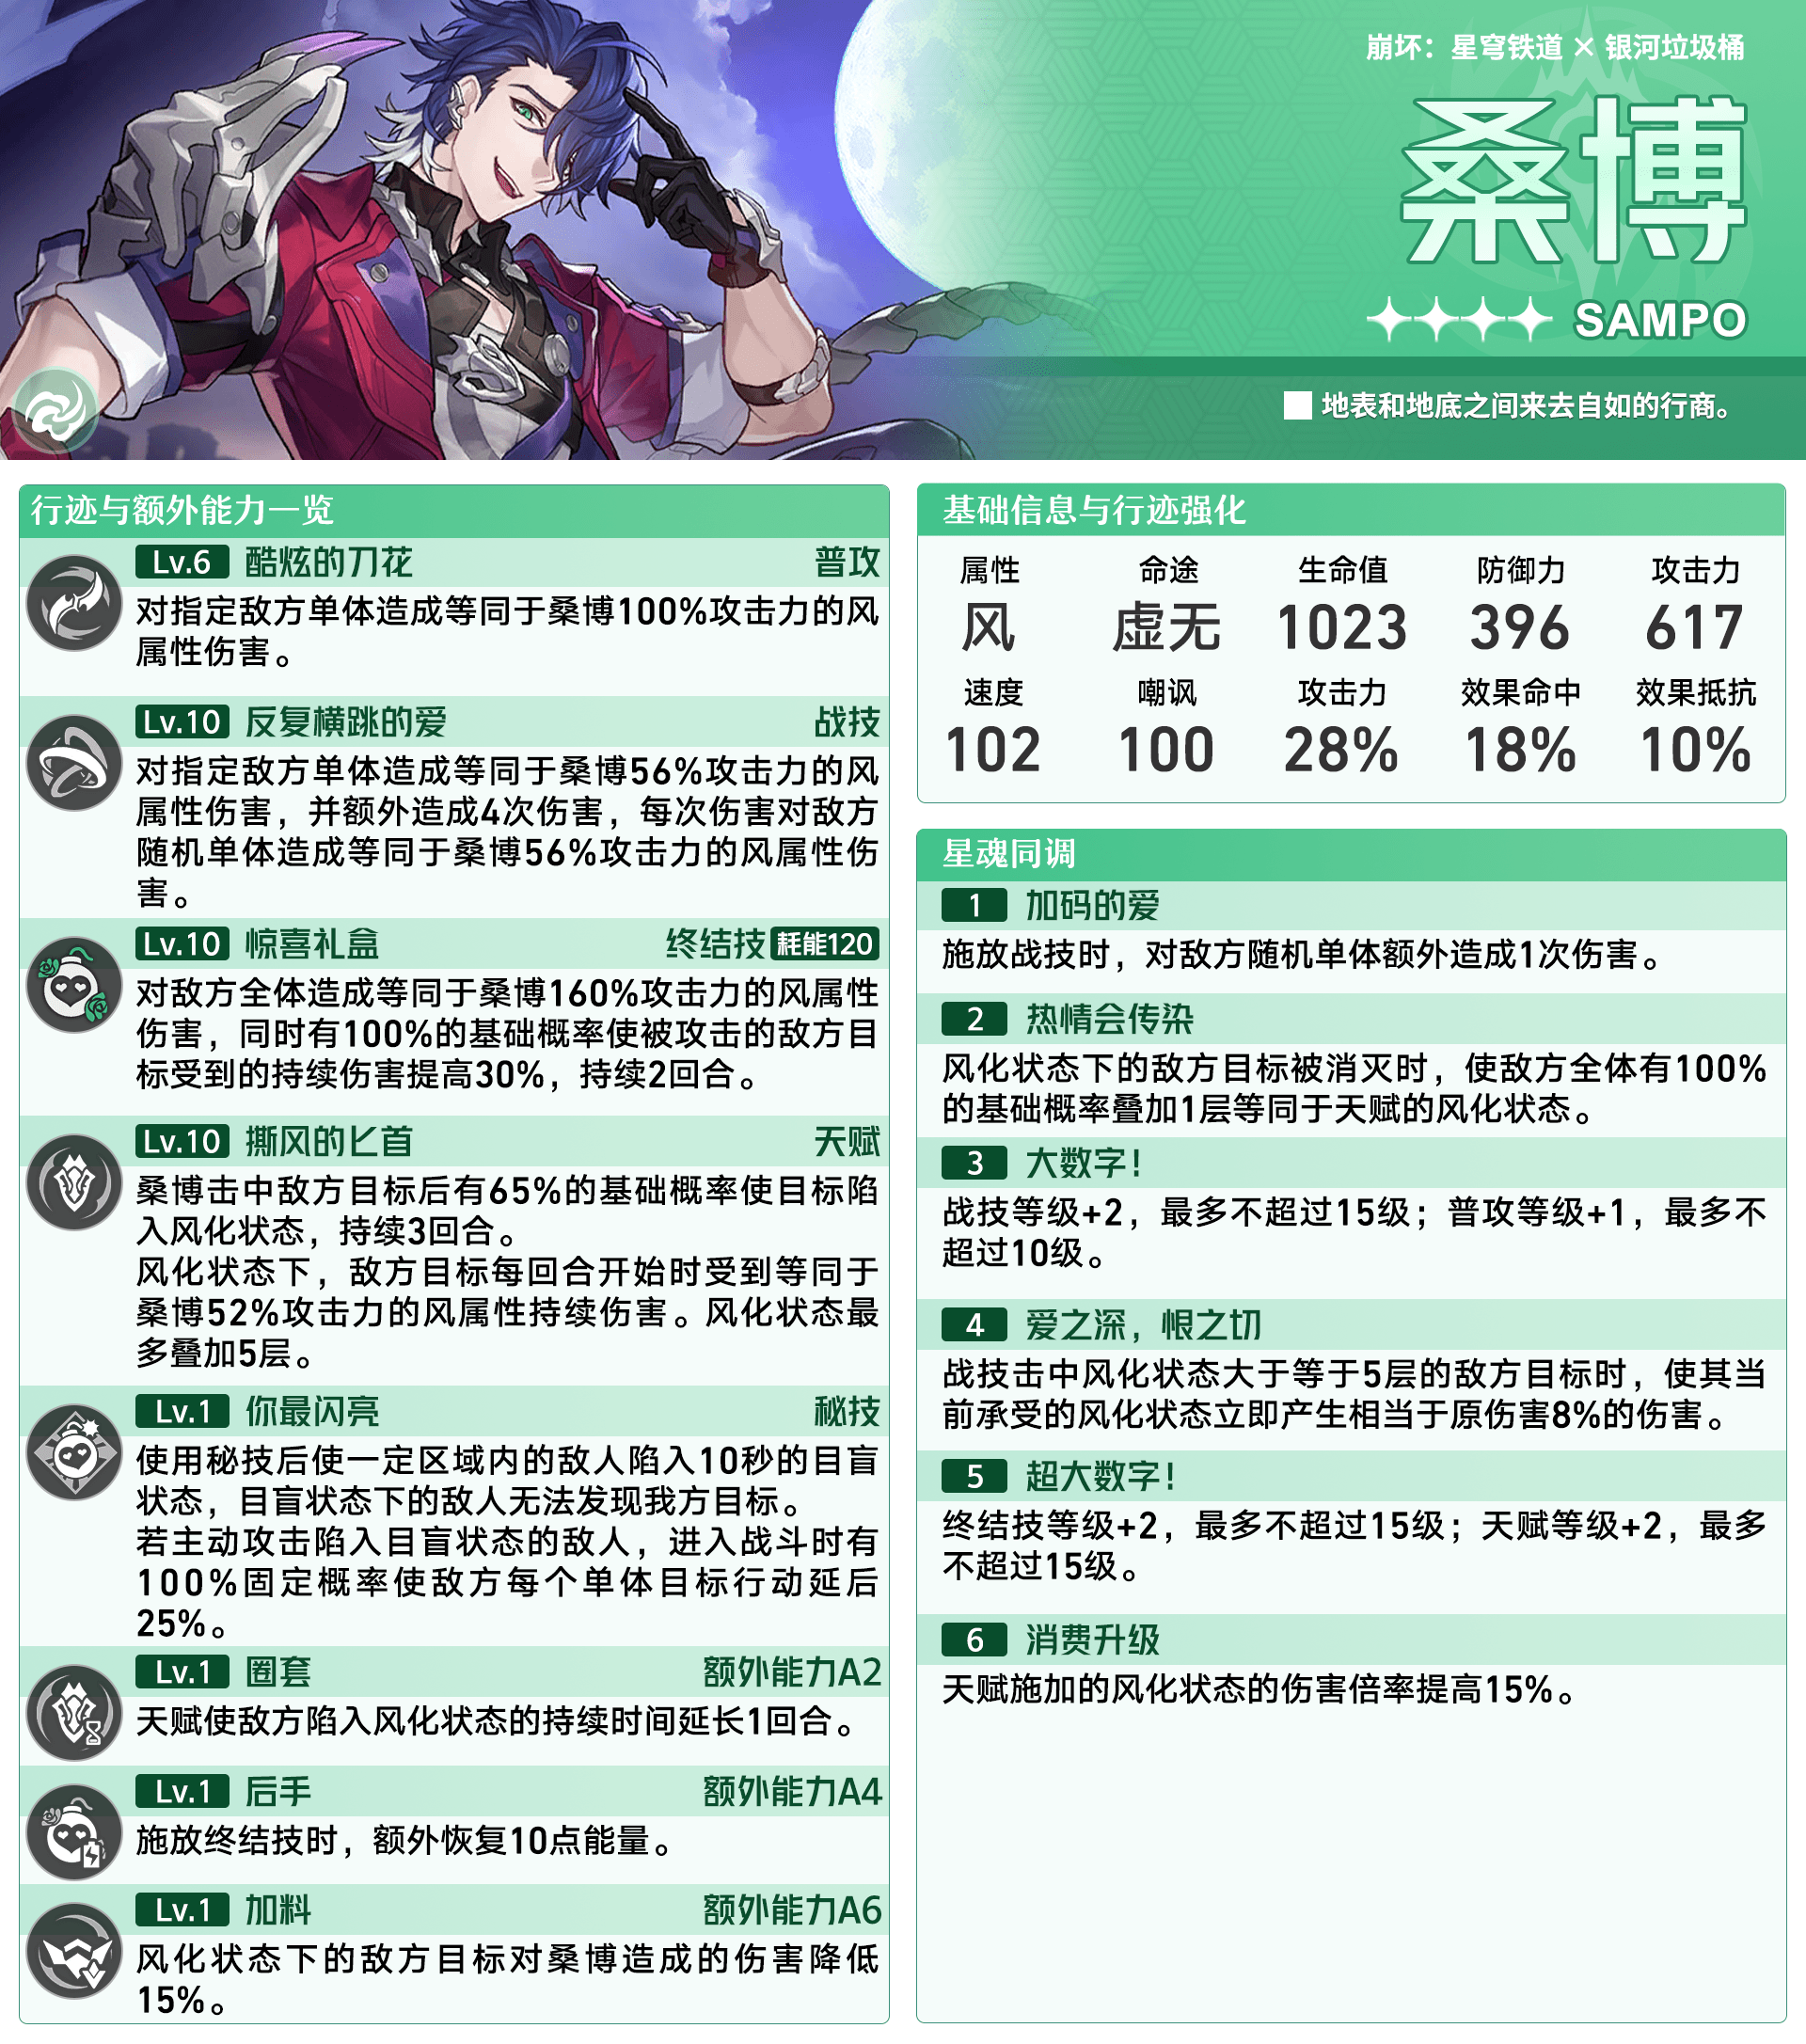 崩坏：星穹铁道 × 银河垃圾桶
桑博
SAMPO
地表和地底之间来去自如的行商。
行迹与额外能力一览
Lv.6 酷炫的刀花 普攻
对指定敌方单体造成等同于桑博100%攻击力的风
属性伤害。
Lv.10 反复横跳的爱 战技
对指定敌方单体造成等同于桑博56%攻击力的风
属性伤害，并额外造成4次伤害，每次伤害对敌方
随机单体造成等同于桑博56%攻击力的风属性伤
害。
Lv.10 惊喜礼盒 终结技 耗能120
对敌方全体造成等同于桑博160%攻击力的风属性
伤害，同时有100%的基础概率使被攻击的敌方目
标受到的持续伤害提高30%，持续2回合。
Lv.10 撕风的匕首 天赋
桑博击中敌方目标后有65%的基础概率使目标陷
入风化状态，持续3回合。
风化状态下，敌方目标每回合开始时受到等同于
桑博52%攻击力的风属性持续伤害。风化状态最
多叠加5层。
Lv.1 你最闪亮 秘技
使用秘技后使一定区域内的敌人陷入10秒的目盲
状态，目盲状态下的敌人无法发现我方目标。
若主动攻击陷入目盲状态的敌人，进入战斗时有
100%固定概率使敌方每个单体目标行动延后
25%。
Lv.1 圈套 额外能力A2
天赋使敌方陷入风化状态的持续时间延长1回合。
Lv.1 后手 额外能力A4
施放终结技时，额外恢复10点能量。
Lv.1 加料 额外能力A6
风化状态下的敌方目标对桑博造成的伤害降低
15%。
基础信息与行迹强化
属性 命途 生命值 防御力 攻击力
风 虚无 1023 396 617
速度 嘲讽 攻击力 效果命中 效果抵抗
102 100 28% 18% 10%
星魂同调
1 加码的爱
施放战技时，对敌方随机单体额外造成1次伤害。
2 热情会传染
风化状态下的敌方目标被消灭时，使敌方全体有100%
的基础概率叠加1层等同于天赋的风化状态。
3 大数字！
战技等级+2，最多不超过15级；普攻等级+1，最多不
超过10级。
4 爱之深，恨之切
战技击中风化状态大于等于5层的敌方目标时，使其当
前承受的风化状态立即产生相当于原伤害8%的伤害。
5 超大数字！
终结技等级+2，最多不超过15级；天赋等级+2，最多
不超过15级。
6 消费升级
天赋施加的风化状态的伤害倍率提高15%。